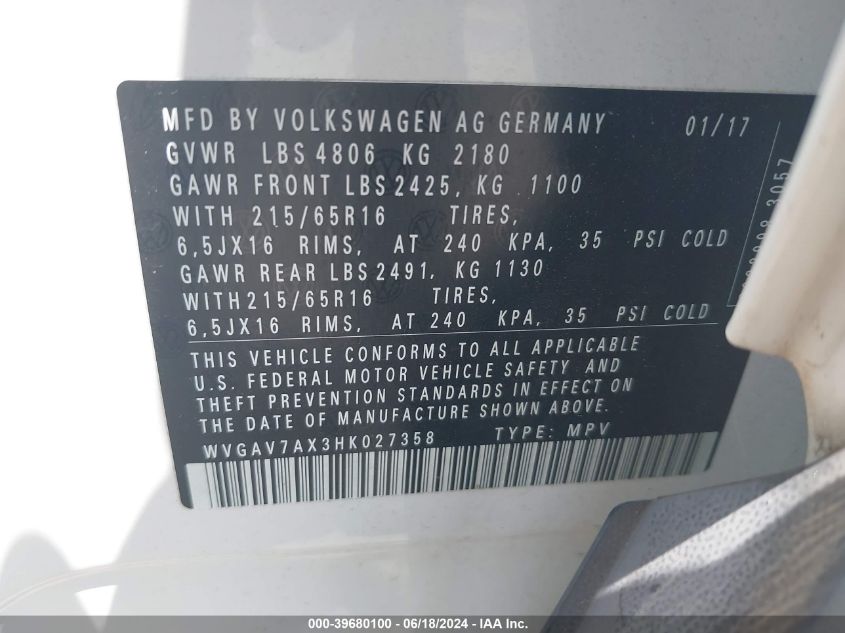 MFD BY VOLKSWAGEN AG GERMANY 01/17
GVWR LBS 4806 KG 2180
GAWR FRONT LBS 2425, KG 1100
WITH 215/65R16 TIRES,
6,5JX16 RIMS, AT 240 KPA, 35 PSI COLD
GAWR REAR LBS 2491, KG 1130
WITH 215/65R16 TIRES,
6,5JX16 RIMS, AT 240 KPA, 35 PSI COLD
THIS VEHICLE CONFORMS TO ALL APPLICABLE
U.S. FEDERAL MOTOR VEHICLE SAFETY AND
THEFT PREVENTION STANDARDS IN EFFECT ON
THE DATE OF MANUFACTURE SHOWN ABOVE.
WVGAV7AX3HK027358 TYPE: MPV
3057
000-39680100 - 06/18/2024 - IAAI Inc.